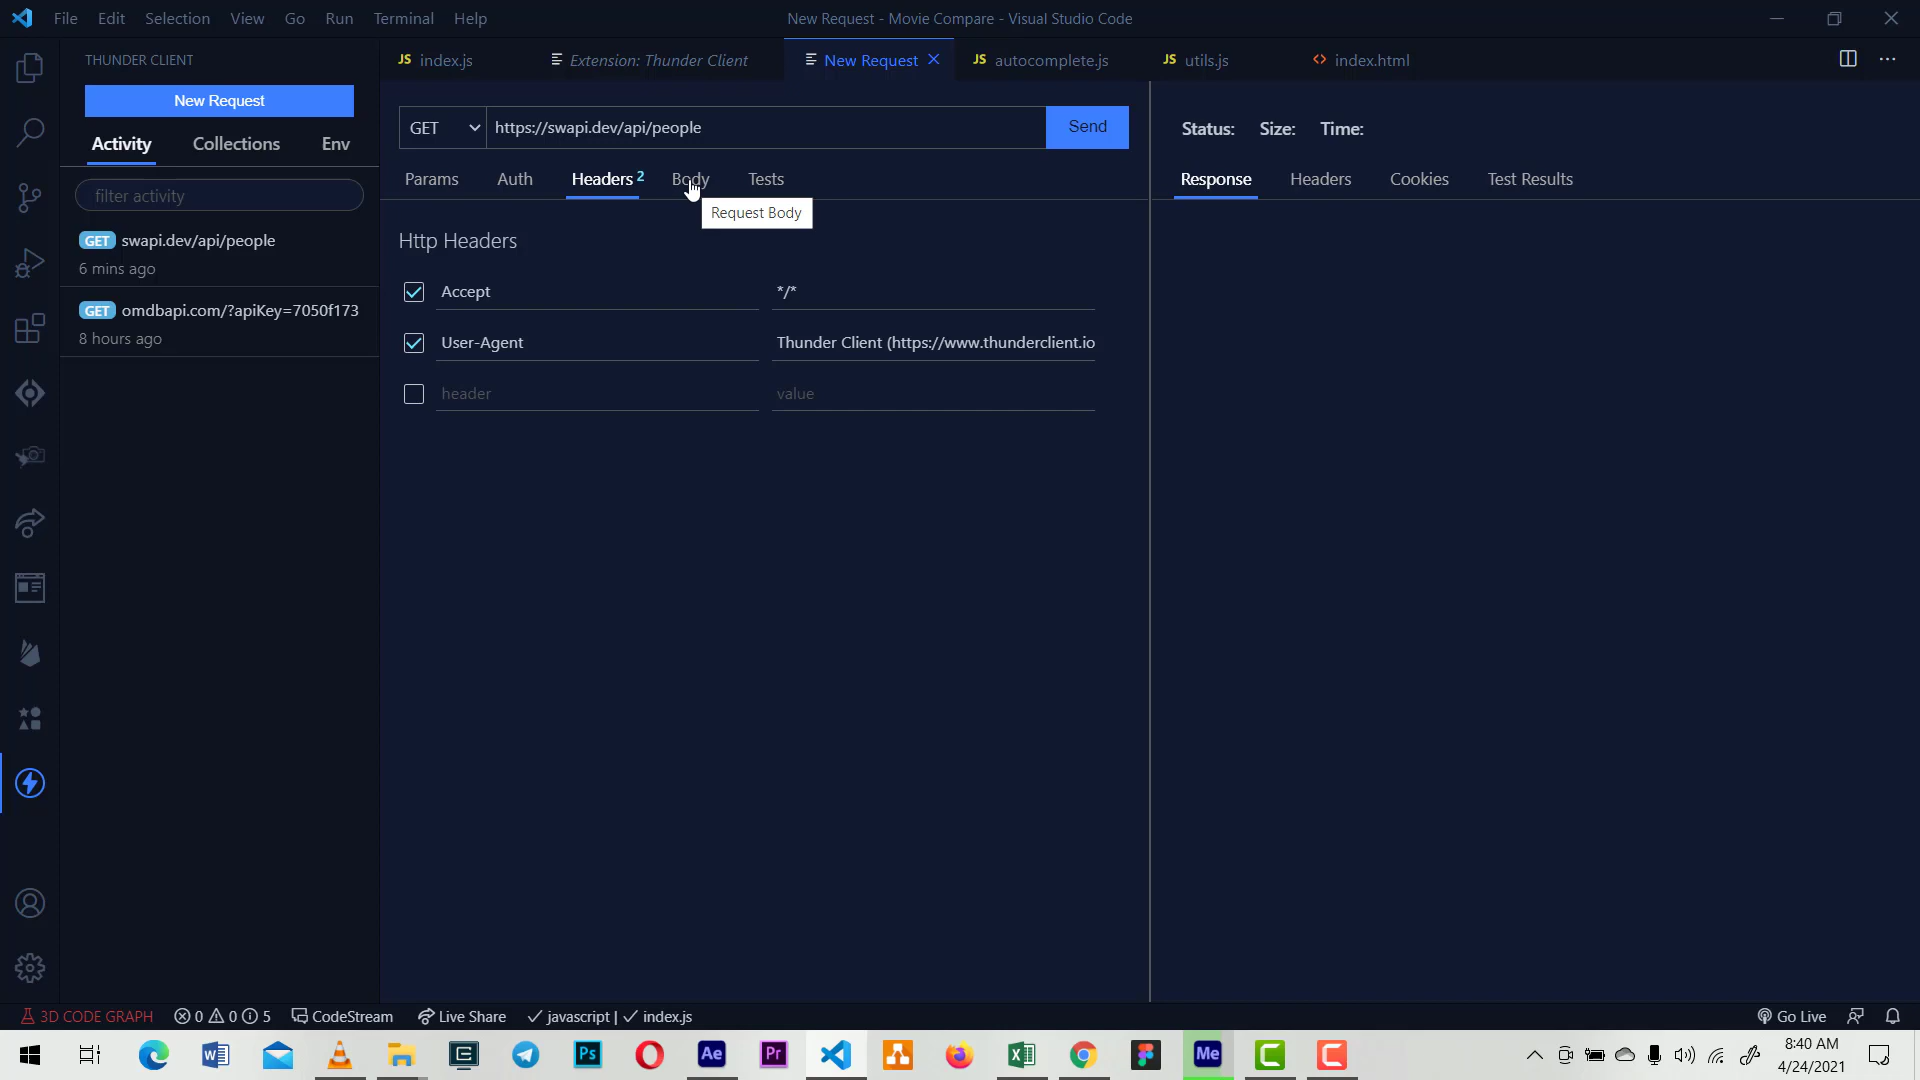 File Edit Selection View Go Run Terminal Help
New Request - Movie Compare - Visual Studio Code
THUNDER CLIENT
New Request
Activity Collections Env
filter activity
GET swapi.dev/api/people
6 mins ago
GET omdbapi.com/?apiKey=7050f173
8 hours ago
JS index.js
Extension: Thunder Client
New Request
JS autocomplete.js
JS utils.js
index.html
GET https://swapi.dev/api/people Send
Params Auth Headers 2 Body Tests
Request Body
Http Headers
Accept */*
User-Agent Thunder Client (https://www.thunderclient.io
header value
Status: Size: Time:
Response Headers Cookies Test Results
3D CODE GRAPH 0 0 5 CodeStream Live Share javascript | index.js
Go Live
Ps Ae Pr Me
8:40 AM
4/24/2021